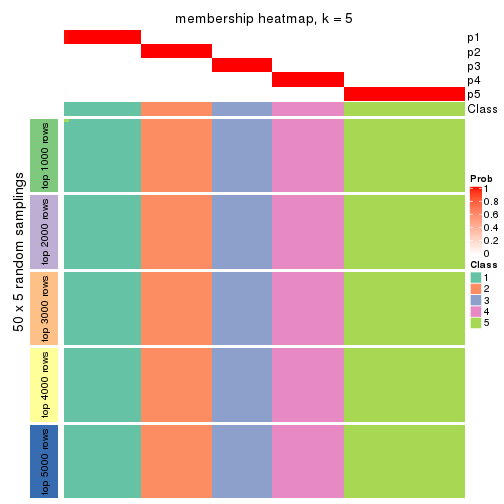 membership heatmap, k = 5
p1
p2
p3
p4
p5
Class
50 x 5 random samplings
top 1000 rows
top 2000 rows
top 3000 rows
top 4000 rows
top 5000 rows
Prob
1
0.8
0.6
0.4
0.2
0
Class
1
2
3
4
5